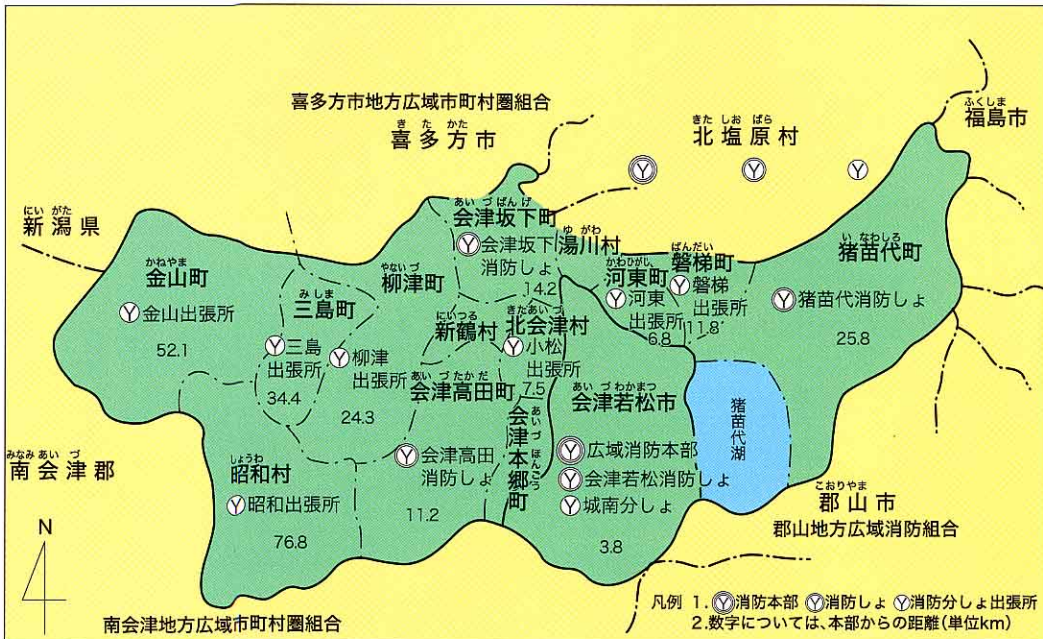 喜多方市地方広域市町村圏組合
きたかた
喜多方市
きたしおばら
北塩原村
ふくしま
福島市
にいがた
新潟県
かねやま
金山町
金山出張所
52.1
みしま
三島町
三島
出張所
34.4
やないづ
柳津町
柳津
出張所
24.3
あいづばんげ
会津坂下町
会津坂下
消防しょ
14.2
ゆがわ
湯川村
にいつる
新鶴村
きたあいづ
北会津村
小松
出張所
7.5
かわひがし
河東町
河東
出張所
6.8
ばんだい
磐梯町
磐梯
出張所
11.8
いなわしろ
猪苗代町
猪苗代消防しょ
25.8
あいづたかだ
会津高田町
会津高田
消防しょ
11.2
あいづほんごう
会津本郷町
あいづわかまつ
会津若松市
広域消防本部
会津若松消防しょ
城南分しょ
3.8
猪苗代湖
みなみあいづ
南会津郡
しょうわ
昭和村
昭和出張所
76.8
こおりやま
郡山市
郡山地方広域消防組合
N
南会津地方広域市町村圏組合
凡例 1.消防本部 消防しょ 消防分しょ出張所
2.数字については、本部からの距離(単位km)